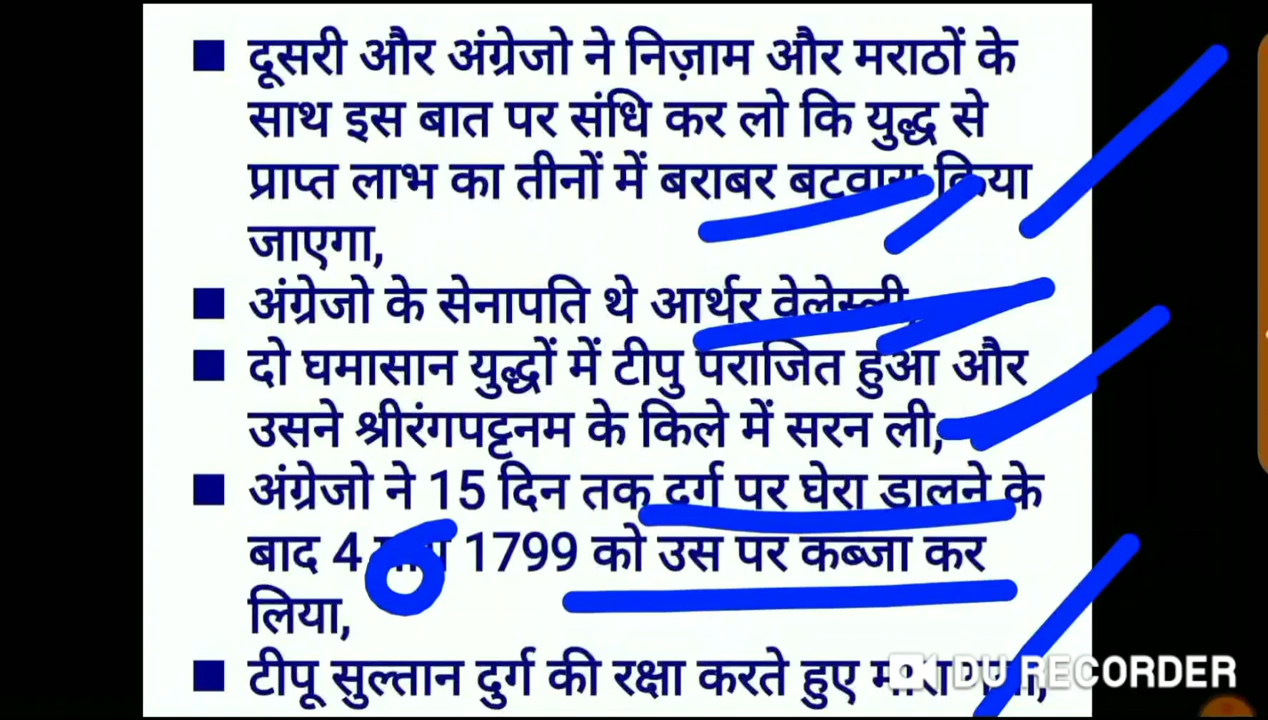 ■ दूसरी और अंग्रेजो ने निज़ाम और मराठों के
साथ इस बात पर संधि कर लो कि युद्ध से
प्राप्त लाभ का तीनों में बराबर बटवारा किया
जाएगा,
■ अंग्रेजो के सेनापति थे आर्थर वेलेस्ली,
■ दो घमासान युद्धों में टीपु पराजित हुआ और
उसने श्रीरंगपट्टनम के किले में सरन ली,
■ अंग्रेजो ने 15 दिन तक दुर्ग पर घेरा डालने के
बाद 4 1799 को उस पर कब्जा कर
लिया,
■ टीपू सुल्तान दुर्ग की रक्षा करते हुए
DU RECORDER